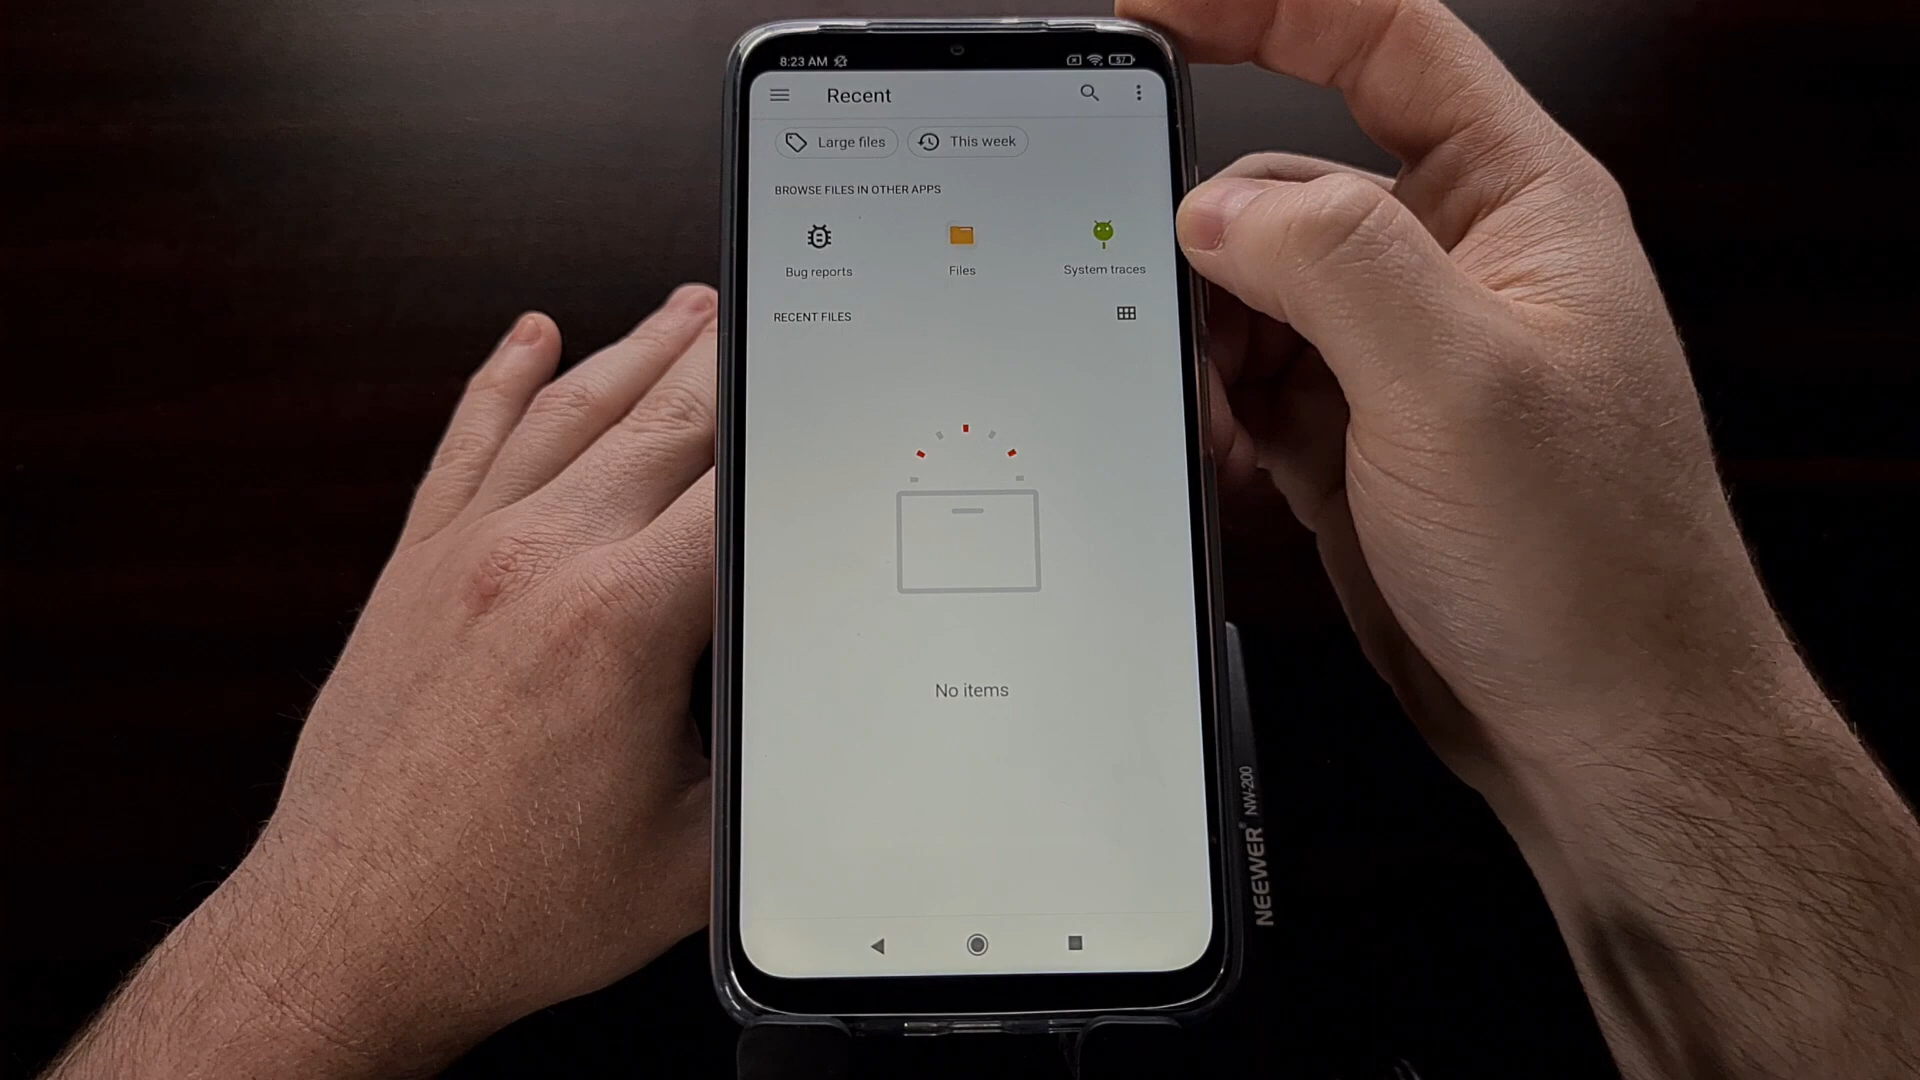 8:23 AM
57
Recent
Large files
This week
BROWSE FILES IN OTHER APPS
Bug reports
Files
System traces
RECENT FILES
No items
NEEWER® NW-200